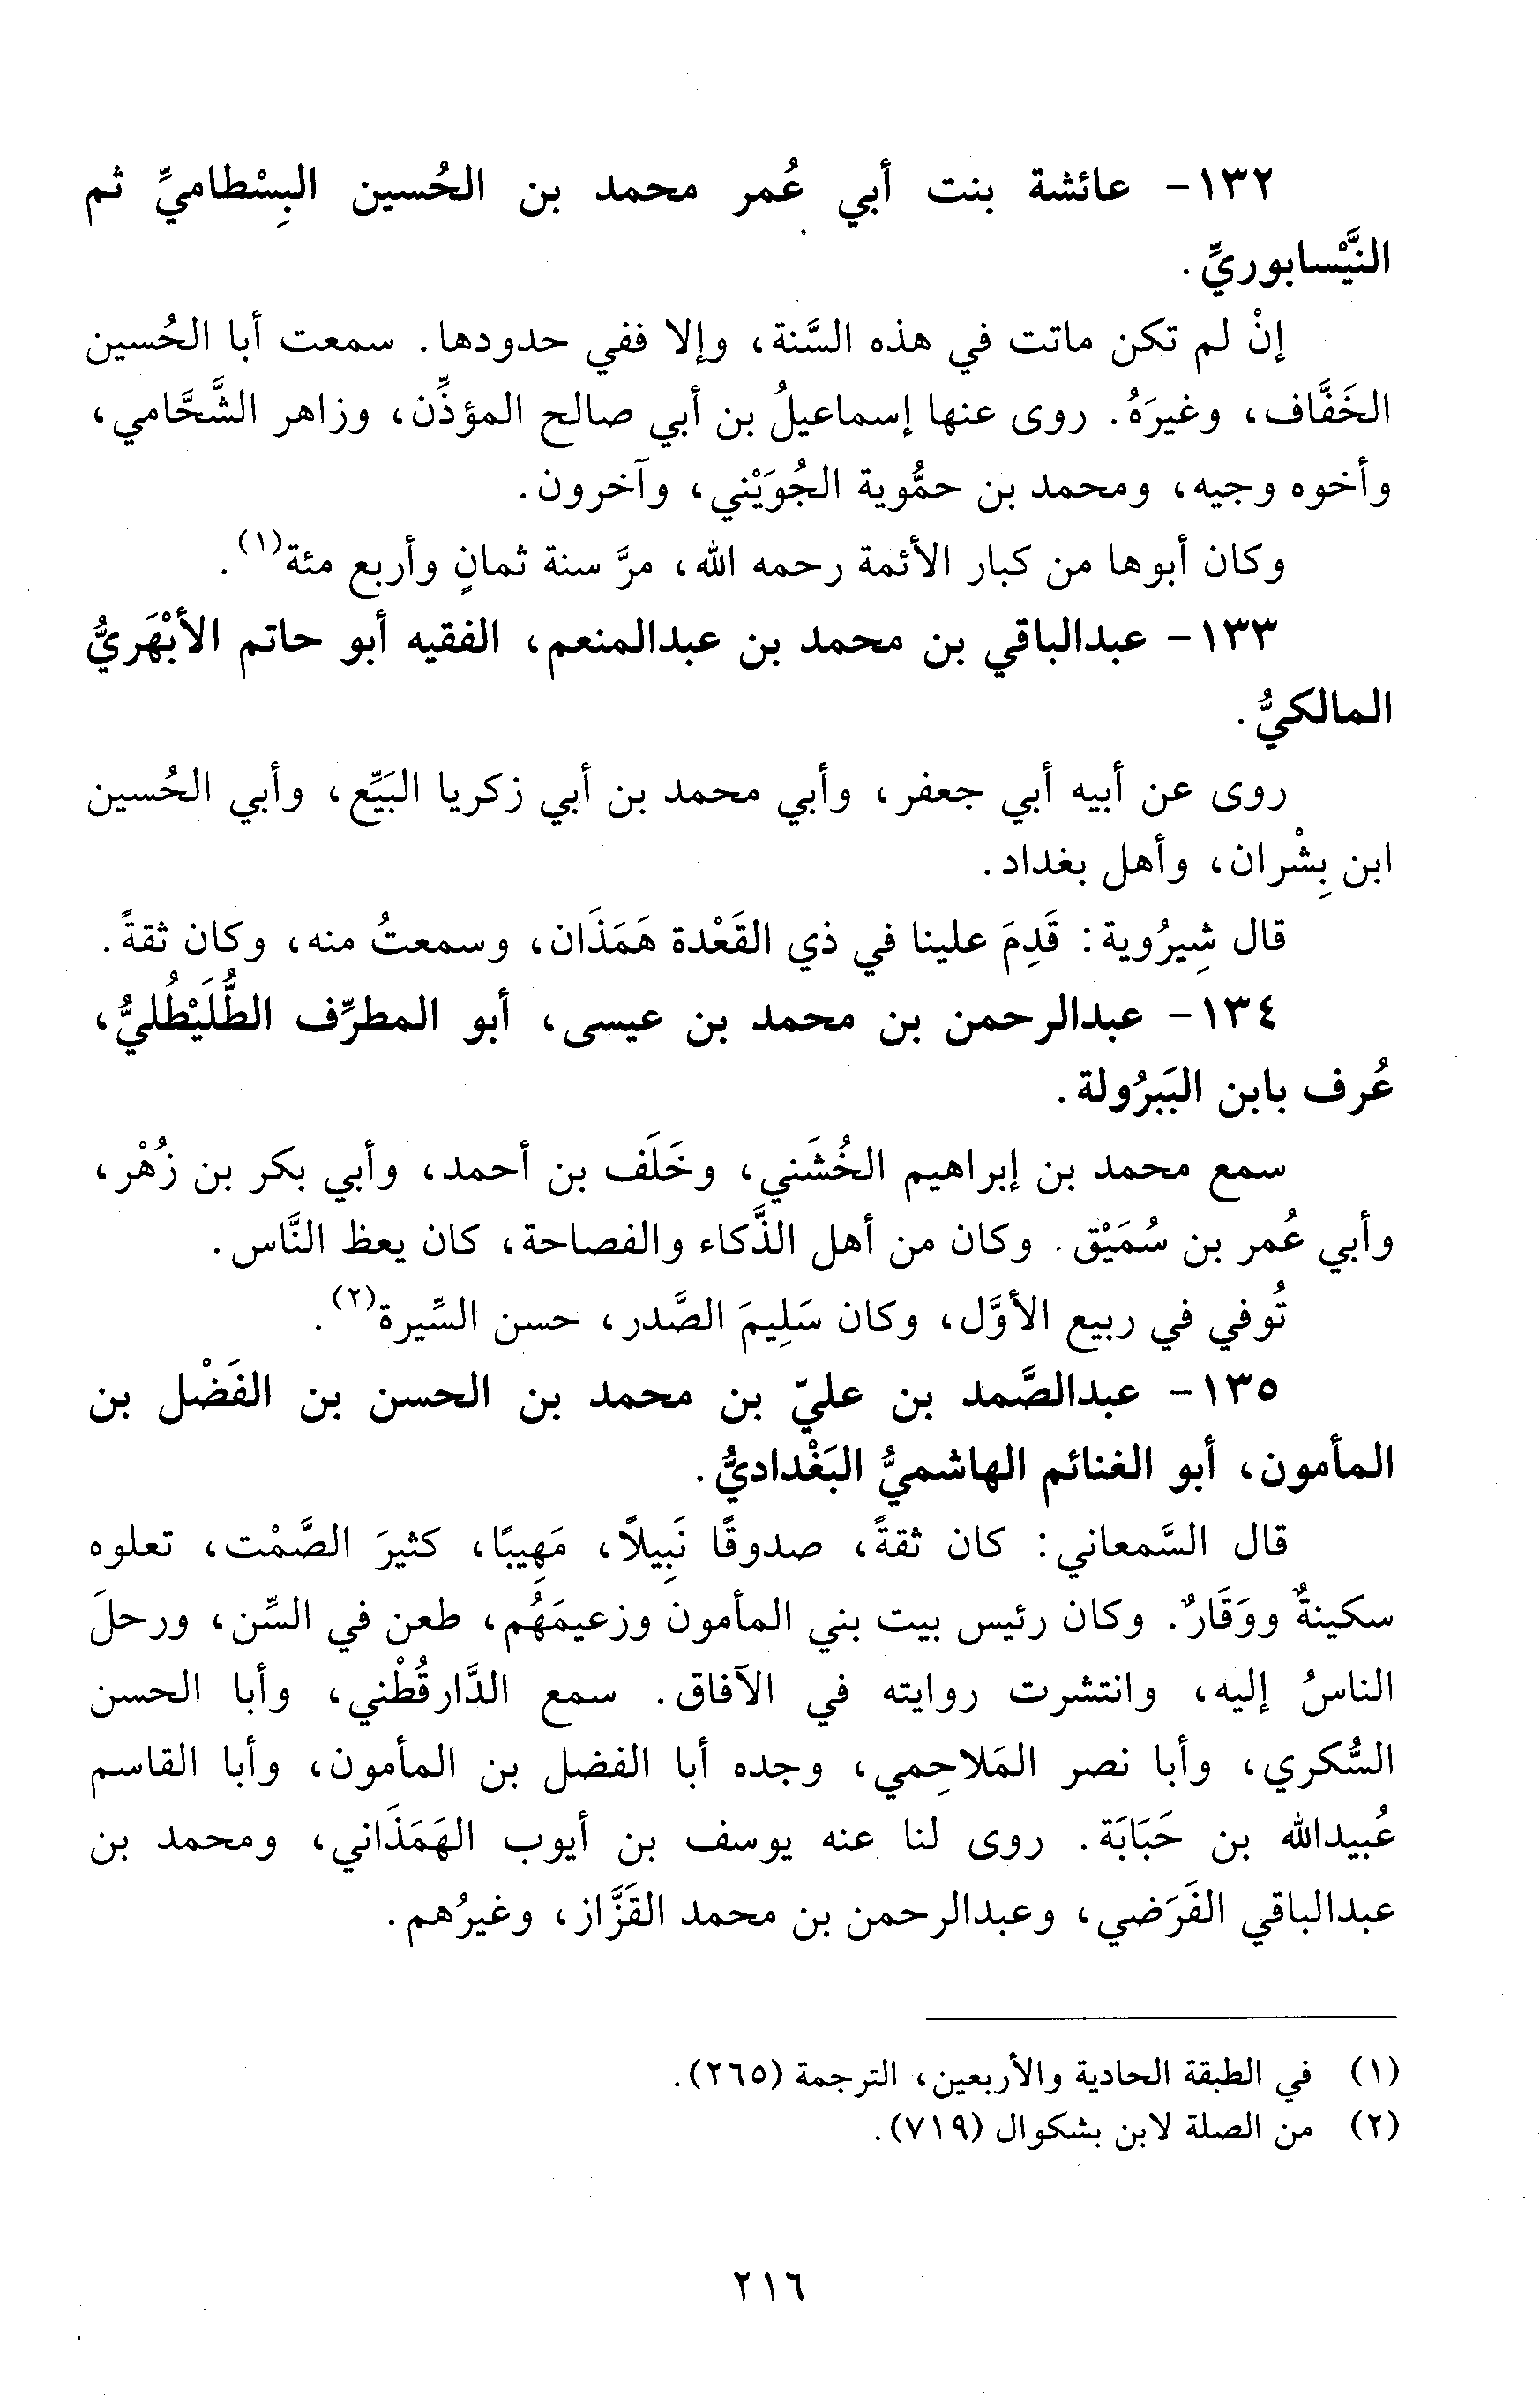 ١٣٢- عائشة بنت أبي عُمر محمد بن الحُسين البِسْطاميِّ ثم
النَّيْسابوريِّ.
إنْ لم تكن ماتت في هذه السَّنة، وإلا ففي حدودها. سمعت أبا الحُسين
الخَفَّاف، وغيرَهُ. روى عنها إسماعيلُ بن أبي صالح المؤذِّن، وزاهر الشَّحَّامي،
وأخوه وجيه، ومحمد بن حمُّوية الجُوَيْني، وآخرون.
وكان أبوها من كبار الأئمة رحمه الله، مرَّ سنة ثمانٍ وأربع مئة(١).
١٣٣- عبدالباقي بن محمد بن عبدالمنعم، الفقيه أبو حاتم الأبْهَريُّ
المالكيُّ.
روى عن أبيه أبي جعفر، وأبي محمد بن أبي زكريا البَيِّع، وأبي الحُسين
ابن بِشْران، وأهل بغداد.
قال شِيرُوية: قَدِمَ علينا في ذي القَعْدة هَمَذَان، وسمعتُ منه، وكان ثقةً.
١٣٤- عبدالرحمن بن محمد بن عيسى، أبو المطرِّف الطُّلَيْطُليُّ،
عُرف بابن البَبرُولة.
سمع محمد بن إبراهيم الخُشَني، وخَلَف بن أحمد، وأبي بكر بن زُهْر،
وأبي عُمر بن سُمَيْق. وكان من أهل الذَّكاء والفصاحة، كان يعظ النَّاس.
تُوفي في ربيع الأوَّل، وكان سَلِيمَ الصَّدر، حسن السِّيرة(٢).
١٣٥- عبدالصَّمد بن عليّ بن محمد بن الحسن بن الفَضْل بن
المأمون، أبو الغنائم الهاشميُّ البَغْداديُّ.
قال السَّمعاني: كان ثقةً، صدوقًا نَبِيلاً، مَهِيبًا، كثيرَ الصَّمْت، تعلوه
سكينةٌ ووَقَارٌ. وكان رئيس بيت بني المأمون وزعيمَهُم، طعن في السِّن، ورحلَ
الناسُ إليه، وانتشرت روايته في الآفاق. سمع الدَّارقُطْني، وأبا الحسن
السُّكري، وأبا نصر المَلاحِمي، وجده أبا الفضل بن المأمون، وأبا القاسم
عُبيدالله بن حَبَابَة. روى لنا عنه يوسف بن أيوب الهَمَذَاني، ومحمد بن
عبدالباقي الفَرَضي، وعبدالرحمن بن محمد القَزَّاز، وغيرُهم.
(١) في الطبقة الحادية والأربعين، الترجمة (٢٦٥).
(٢) من الصلة لابن بشكوال (٧١٩).
٢١٦